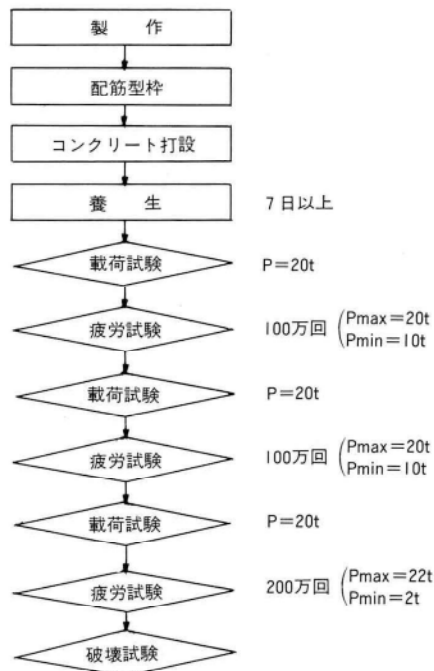 製 作
配筋型枠
コンクリート打設
養 生 7日以上
載荷試験 P=20t
疲労試験 100万回 (Pmax=20t
Pmin=10t
載荷試験 P=20t
疲労試験 100万回 (Pmax=20t
Pmin=10t
載荷試験 P=20t
疲労試験 200万回 (Pmax=22t
Pmin=2t
破壊試験